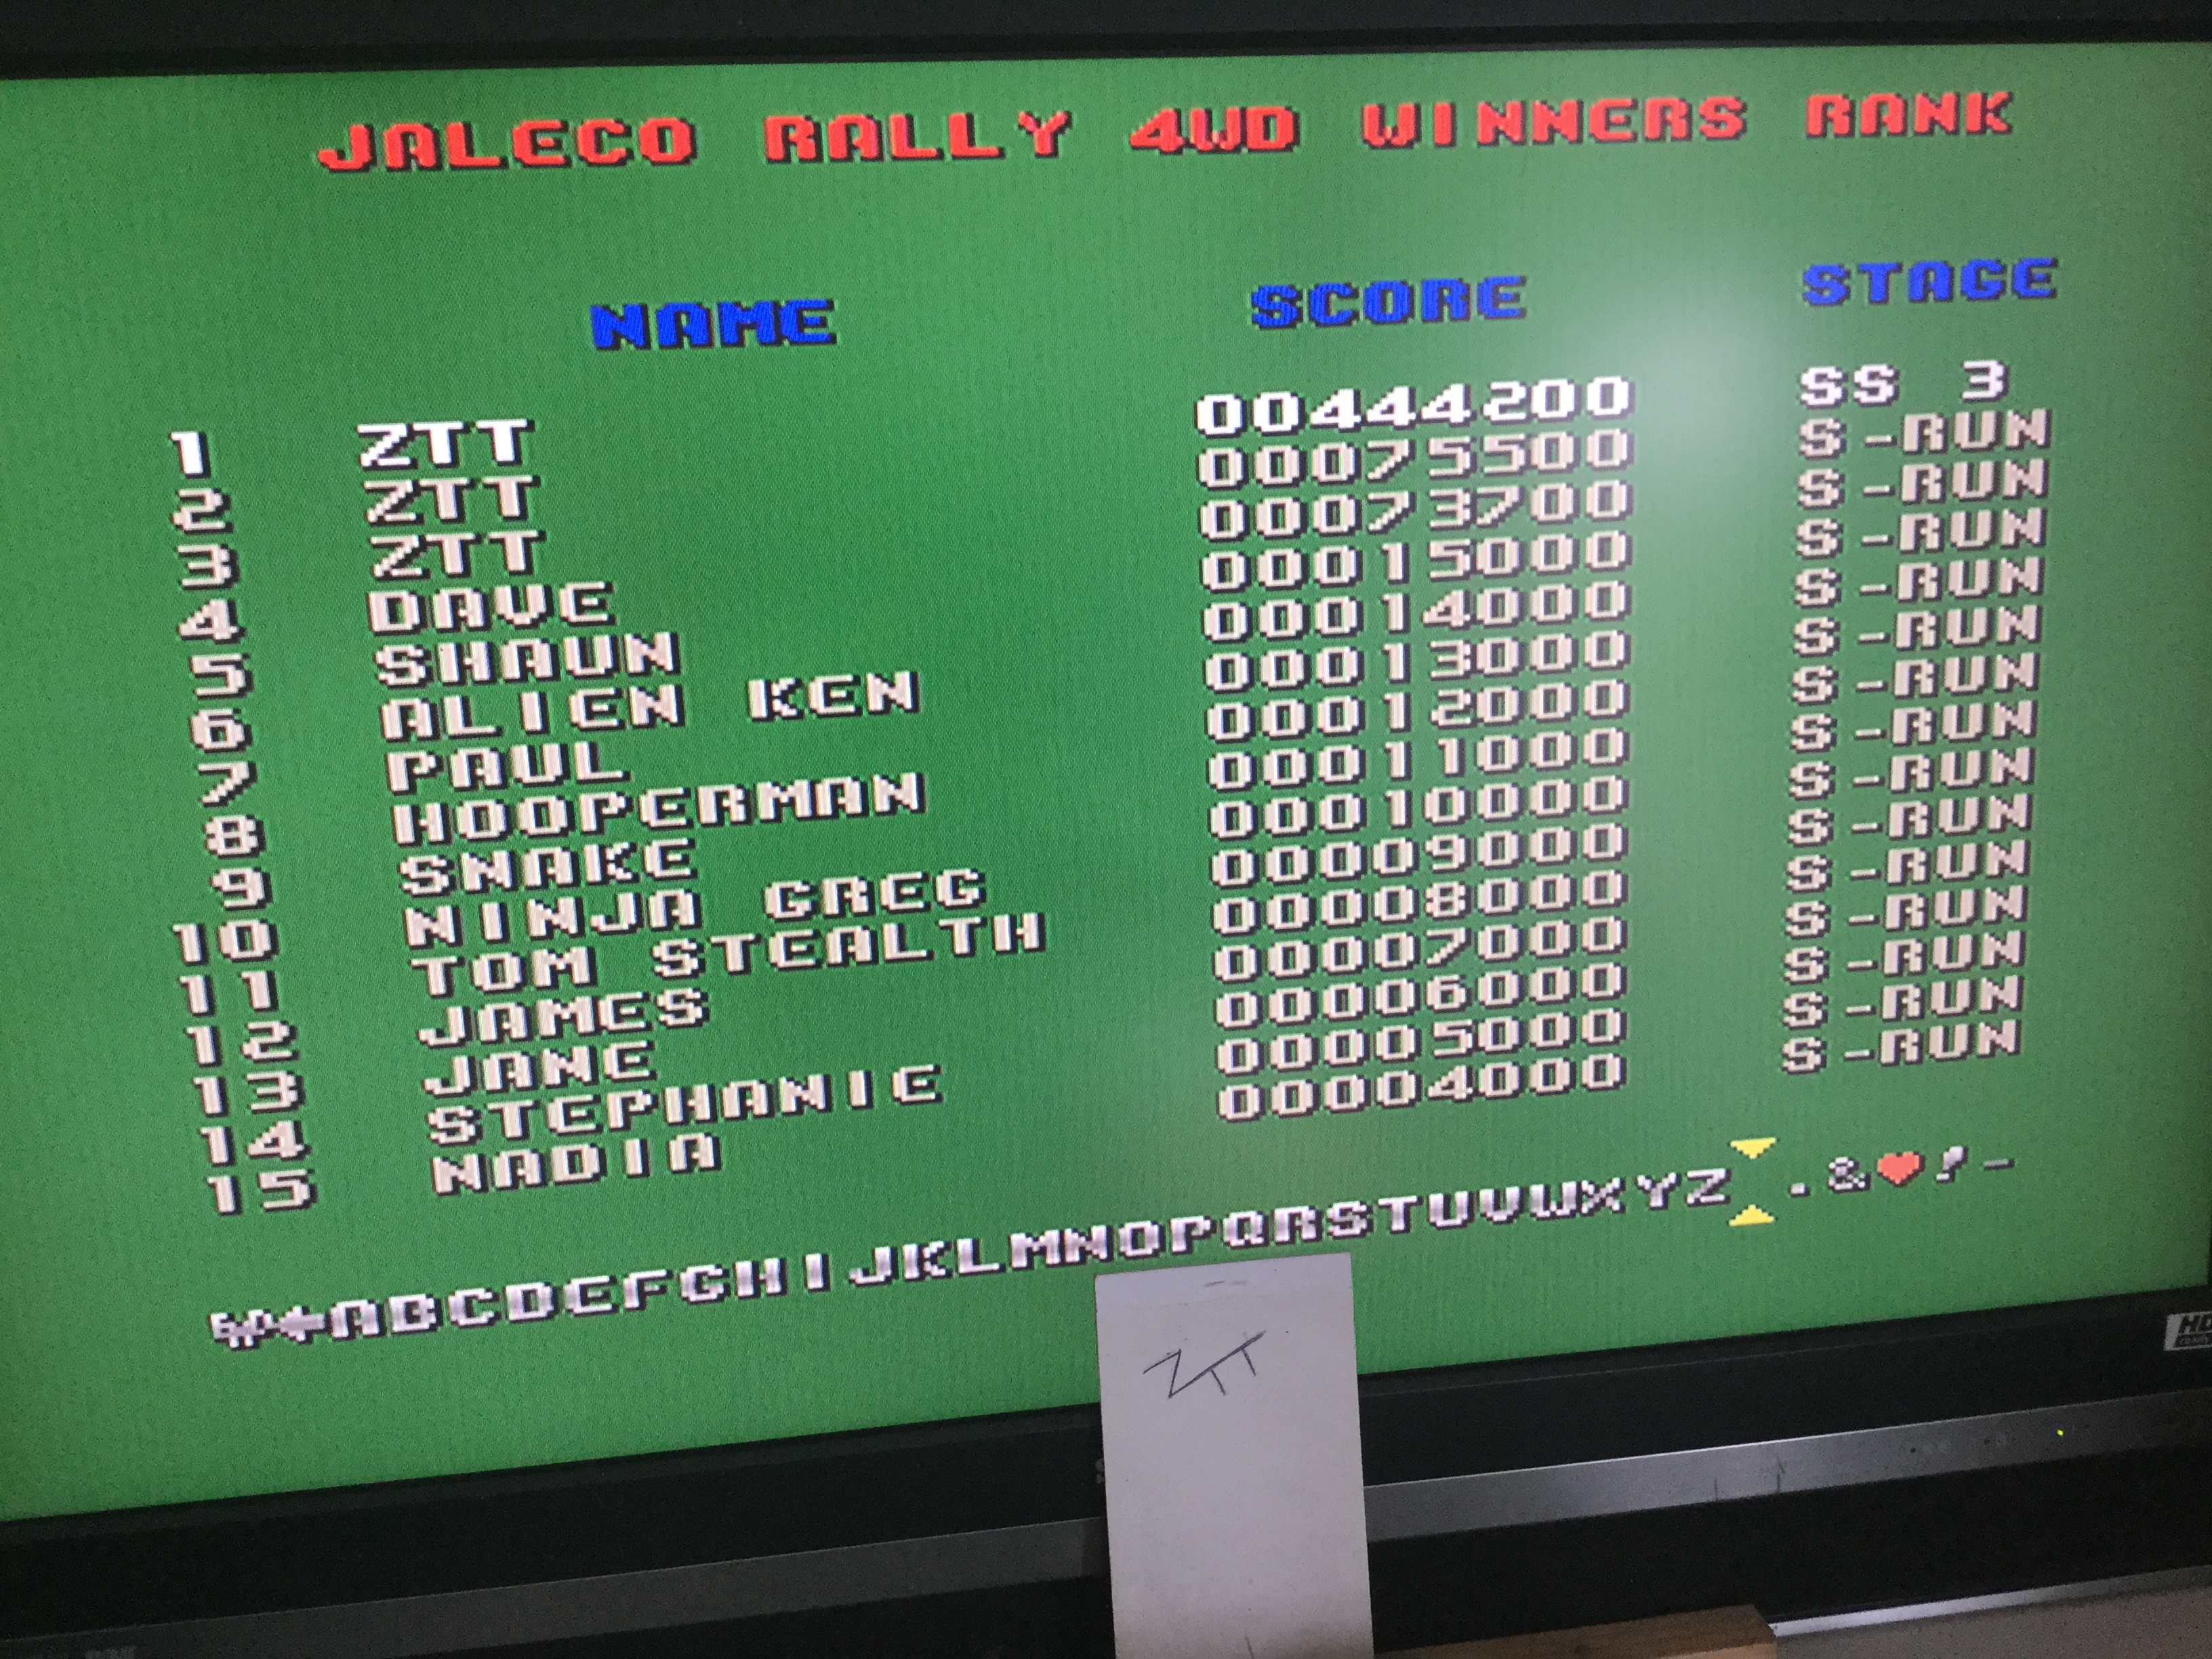 JALECO RALLY 4WD WINNERS RANK
NAME SCORE STAGE
1 ZTT 00444200 SS 3
2 ZTT 00075500 S-RUN
3 ZTT 00073700 S-RUN
4 DAVE 00015000 S-RUN
5 SHAUN 00014000 S-RUN
6 ALIEN KEN 00013000 S-RUN
7 PAUL 00012000 S-RUN
8 HOOPERMAN 00011000 S-RUN
9 SNAKE 00010000 S-RUN
10 NINJA GREG 00009000 S-RUN
11 TOM STEALTH 00008000 S-RUN
12 JAMES 00007000 S-RUN
13 JANE 00006000 S-RUN
14 STEPHANIE 00005000 S-RUN
15 NADIA 00004000 S-RUN
←ABCDEFGHIJKLMNOPQRSTUVWXYZ .&♥!-
ZTT
HD